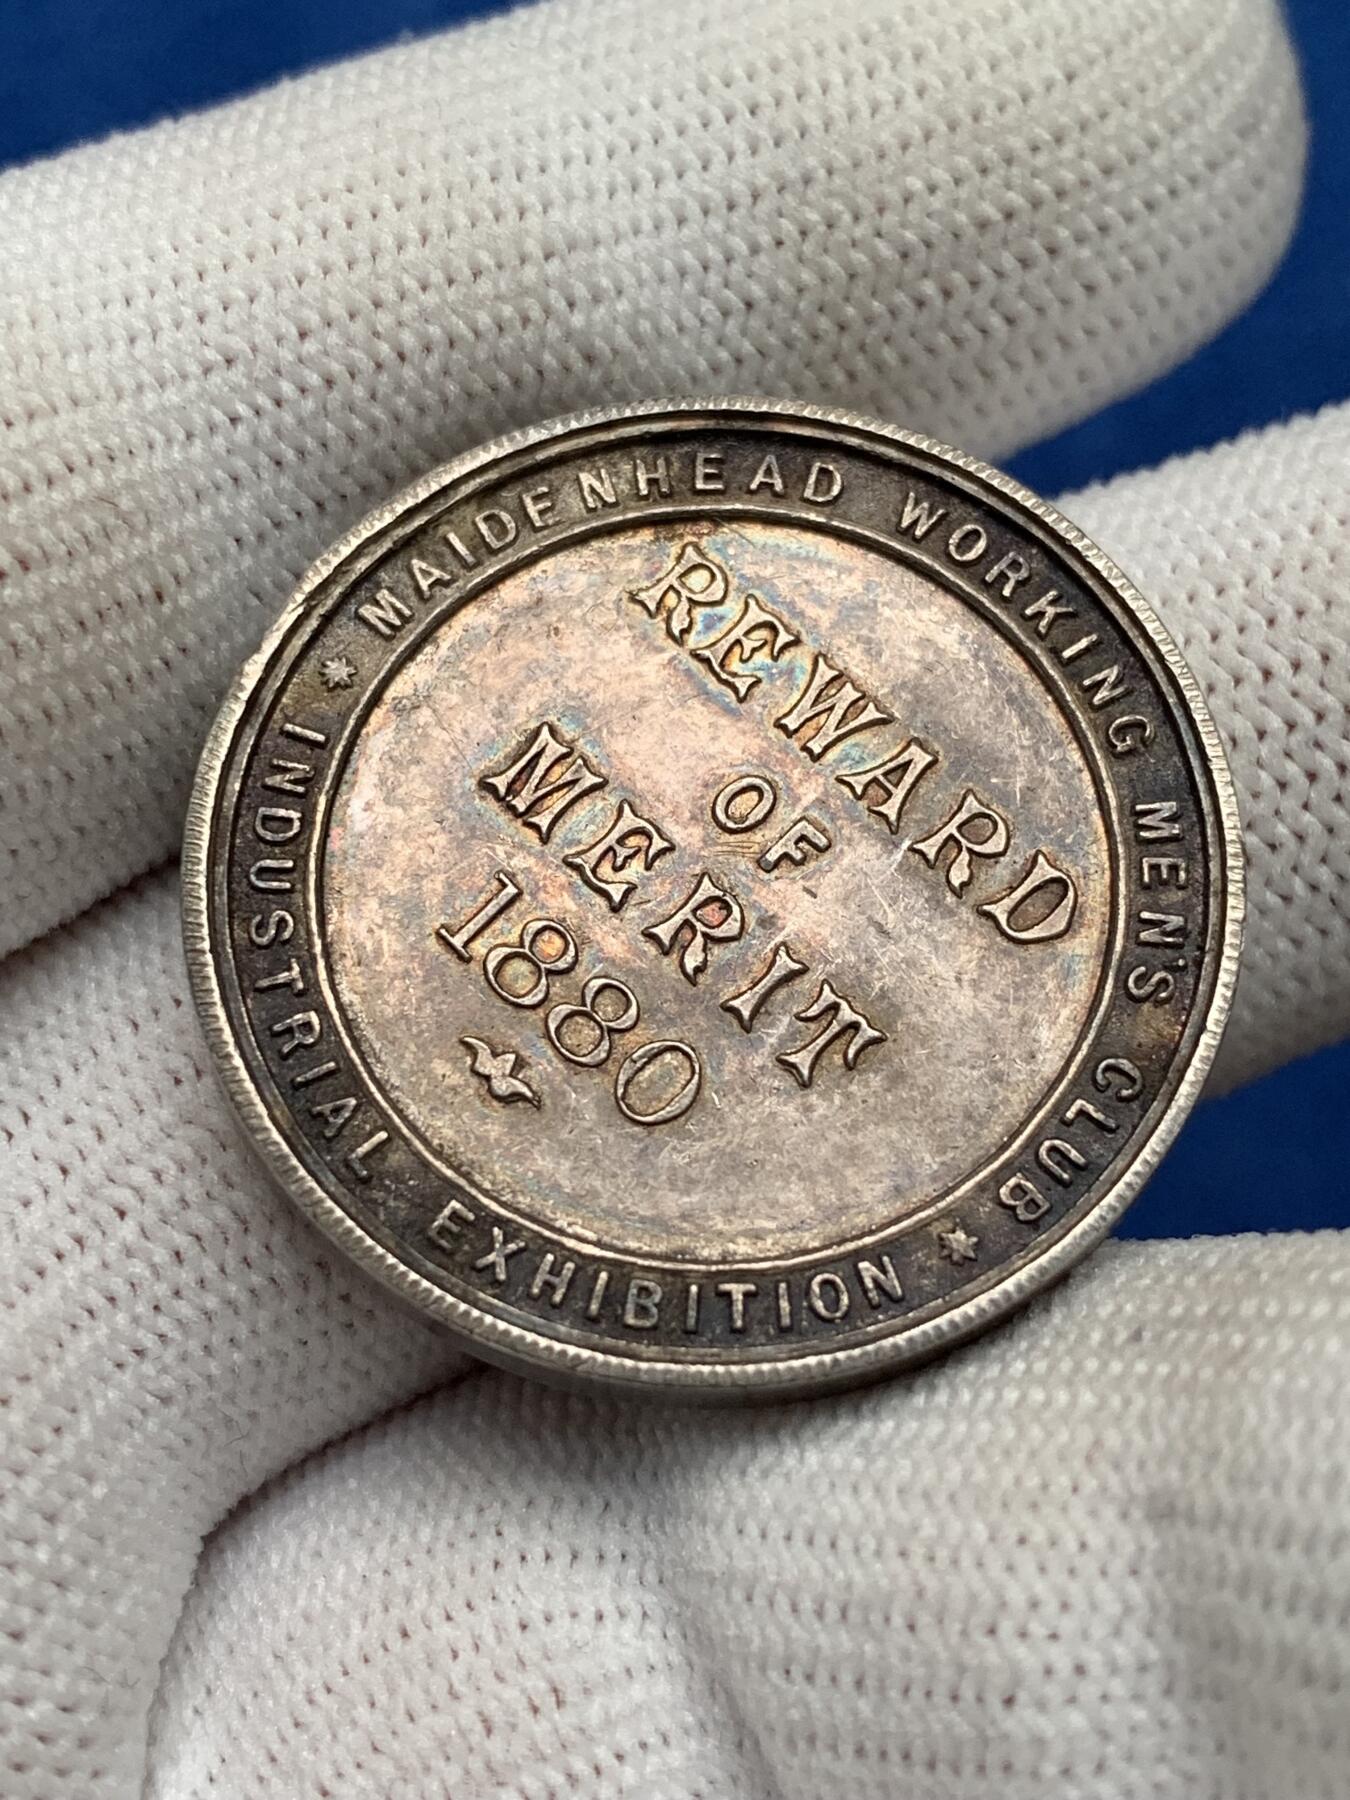 MAIDENHEAD WORKING MEN'S CLUB
INDUSTRIAL EXHIBITION
REWARD
OF
MERIT
1880